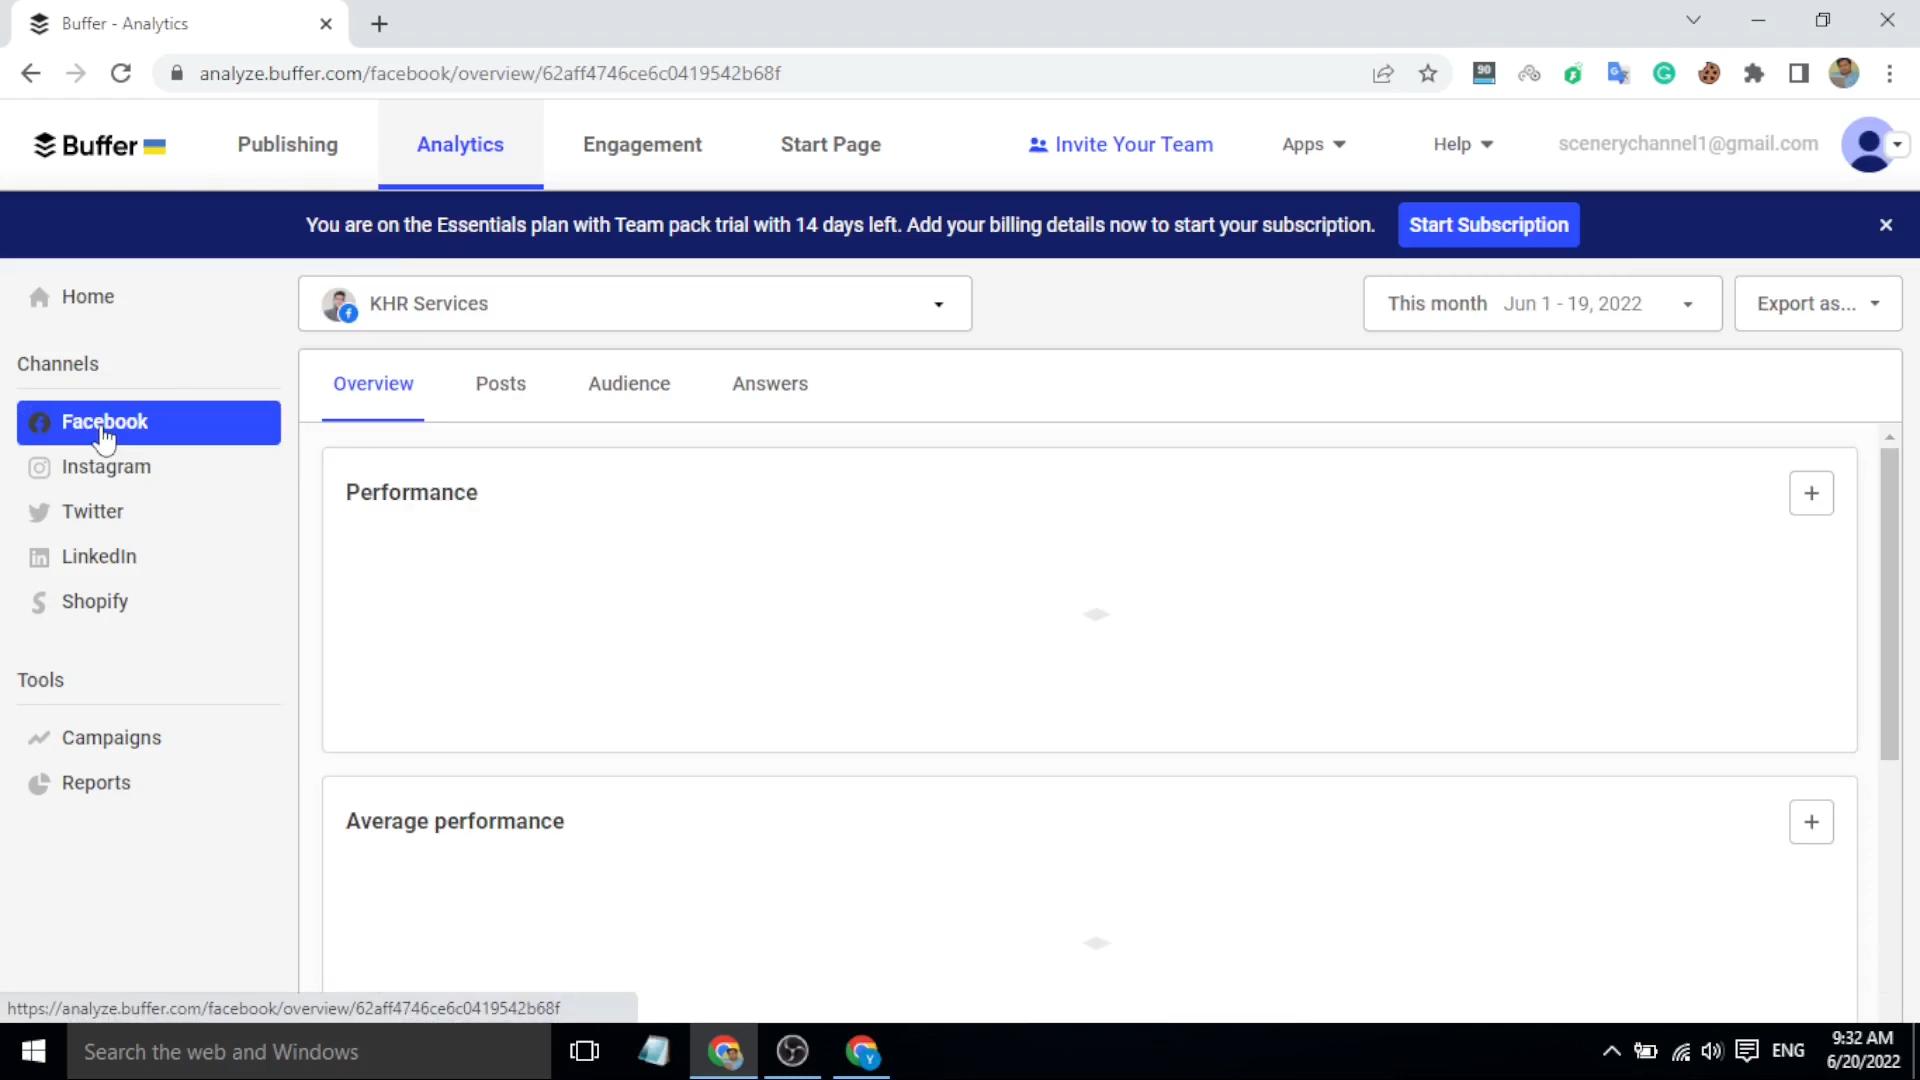 Buffer - Analytics
analyze.buffer.com/facebook/overview/62aff4746ce6c0419542b68f
90
Buffer
Publishing
Analytics
Engagement
Start Page
Invite Your Team
Apps
Help
scenerychannel1@gmail.com
You are on the Essentials plan with Team pack trial with 14 days left. Add your billing details now to start your subscription.
Start Subscription
Home
KHR Services
This month Jun 1 - 19, 2022
Export as...
Channels
Overview
Posts
Audience
Answers
Facebook
Instagram
Twitter
LinkedIn
Shopify
Performance
Tools
Campaigns
Reports
Average performance
https://analyze.buffer.com/facebook/overview/62aff4746ce6c0419542b68f
Search the web and Windows
ENG
9:32 AM
6/20/2022